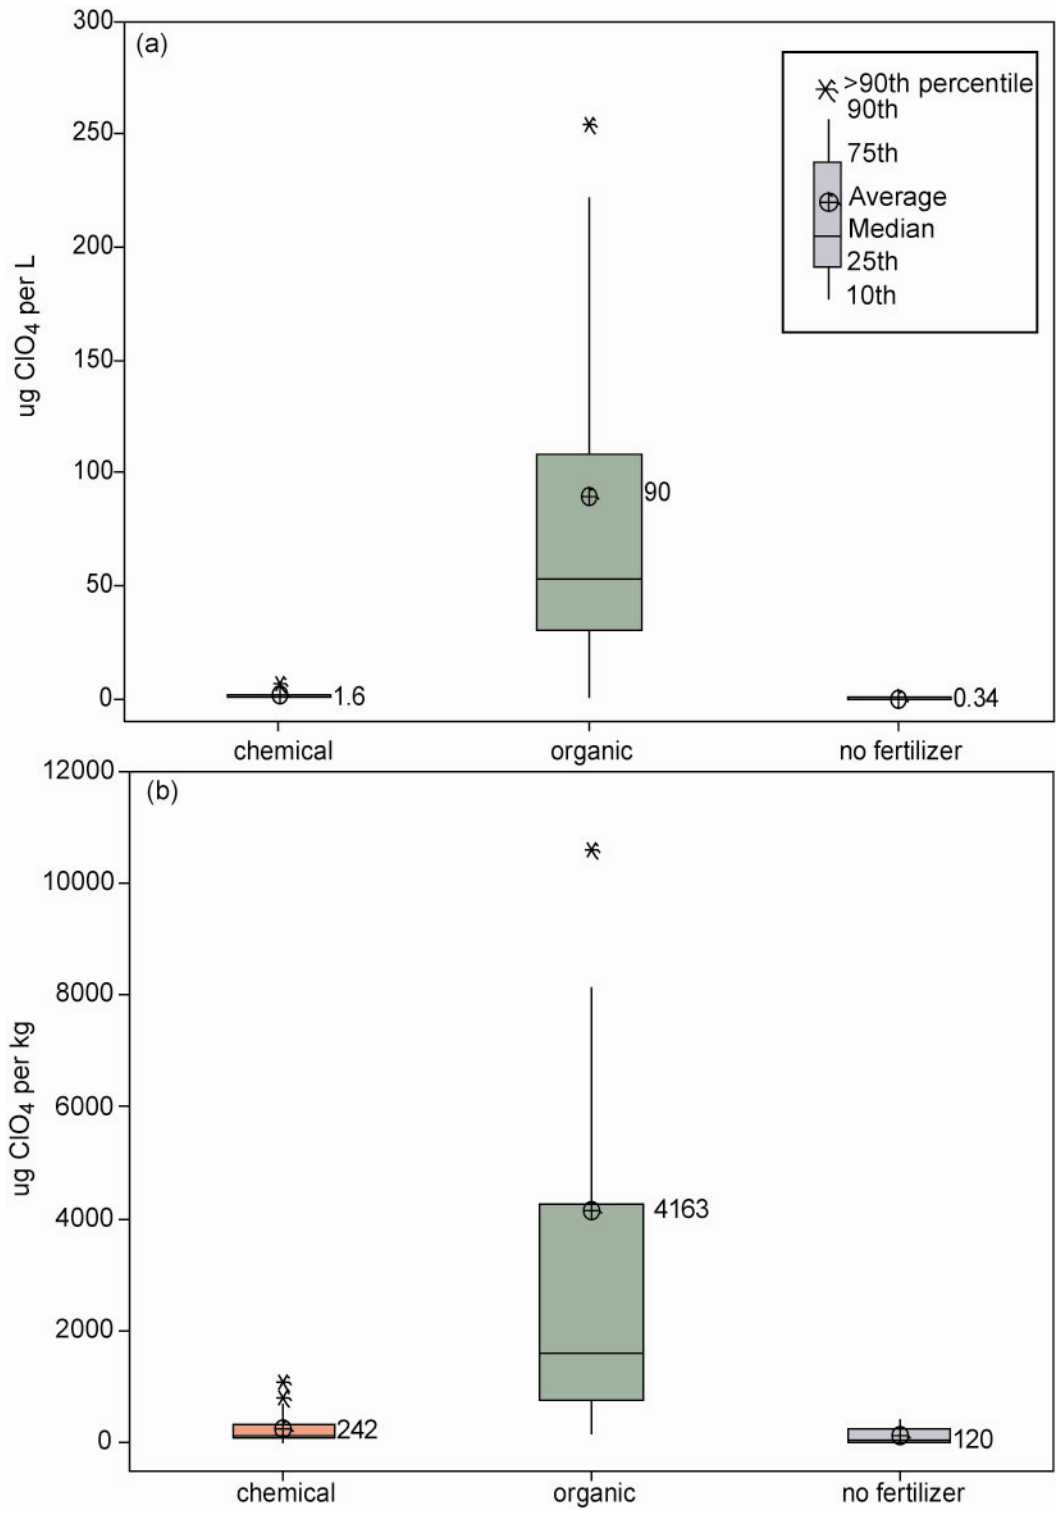 300
(a)
250
200
150
100
50
0
ug ClO4 per L
>90th percentile
90th
75th
Average
Median
25th
10th
90
1.6
0.34
chemical organic no fertilizer
12000
(b)
10000
8000
6000
4000
2000
0
ug ClO4 per kg
4163
242
120
chemical organic no fertilizer